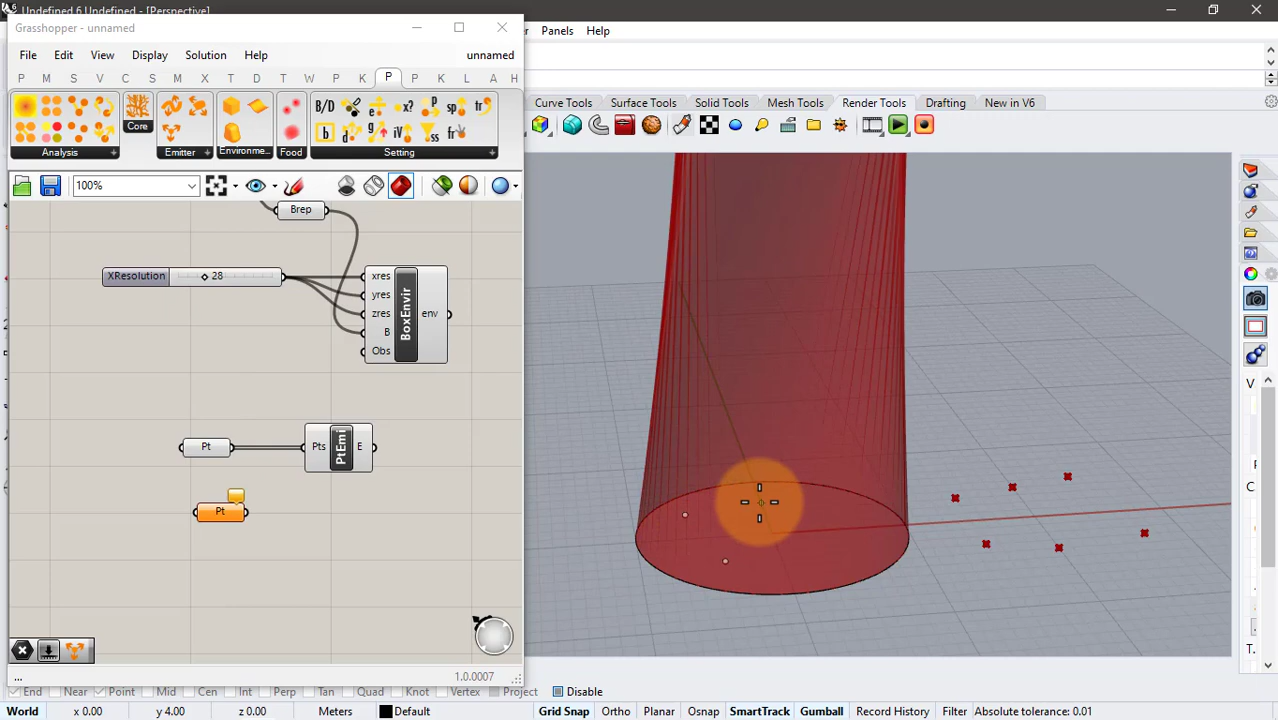 Undefined 6 Undefined - [Perspective]
Grasshopper - unnamed
Panels Help
File Edit View Display Solution Help unnamed
P M S V C S M X T D T W P K P P K L A H
Curve Tools Surface Tools Solid Tools Mesh Tools Render Tools Drafting New in V6
B/D
Core
Analysis Emitter Environme... Food Setting
100%
Brep
XResolution 28
xres
yres
zres
B
Obs
BoxEnvir
env
Pt
Pts PtEmi E
Pt
... 1.0.0007
End Near Point Mid Cen Int Perp Tan Quad Knot Vertex Project Disable
World x 0.00 y 4.00 z 0.00 Meters Default Grid Snap Ortho Planar Osnap SmartTrack Gumball Record History Filter Absolute tolerance: 0.01